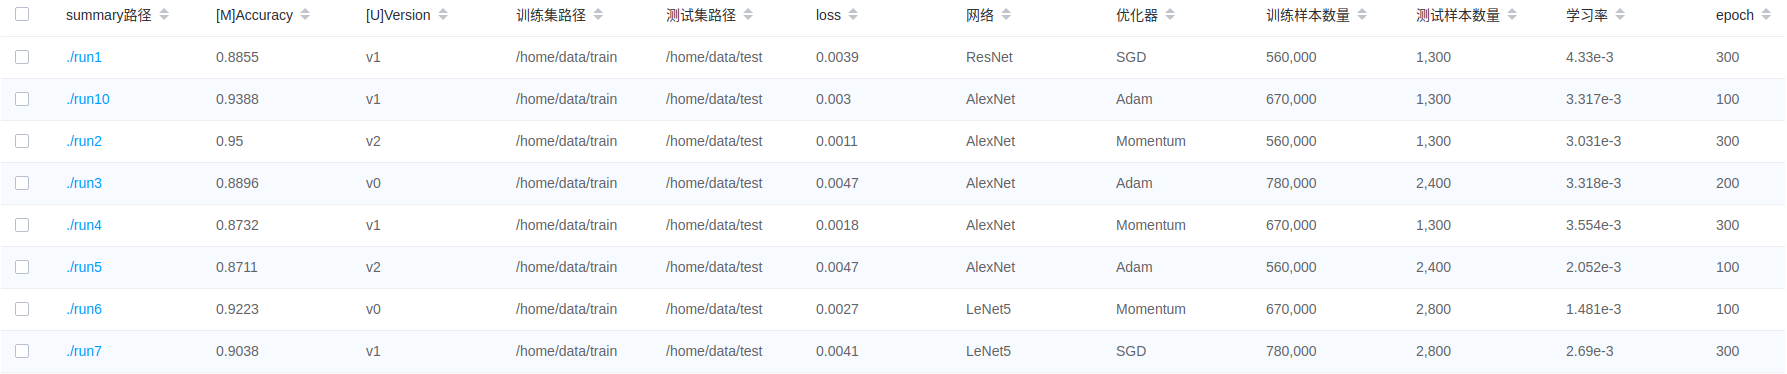 summary路径 [M]Accuracy [U]Version 训练集路径 测试集路径 loss 网络 优化器 训练样本数量 测试样本数量 学习率 epoch
./run1 0.8855 v1 /home/data/train /home/data/test 0.0039 ResNet SGD 560,000 1,300 4.33e-3 300
./run10 0.9388 v1 /home/data/train /home/data/test 0.003 AlexNet Adam 670,000 1,300 3.317e-3 100
./run2 0.95 v2 /home/data/train /home/data/test 0.0011 AlexNet Momentum 560,000 1,300 3.031e-3 300
./run3 0.8896 v0 /home/data/train /home/data/test 0.0047 AlexNet Adam 780,000 2,400 3.318e-3 200
./run4 0.8732 v1 /home/data/train /home/data/test 0.0018 AlexNet Momentum 670,000 1,300 3.554e-3 300
./run5 0.8711 v2 /home/data/train /home/data/test 0.0047 AlexNet Adam 560,000 2,400 2.052e-3 100
./run6 0.9223 v0 /home/data/train /home/data/test 0.0027 LeNet5 Momentum 670,000 2,800 1.481e-3 100
./run7 0.9038 v1 /home/data/train /home/data/test 0.0041 LeNet5 SGD 780,000 2,800 2.69e-3 300